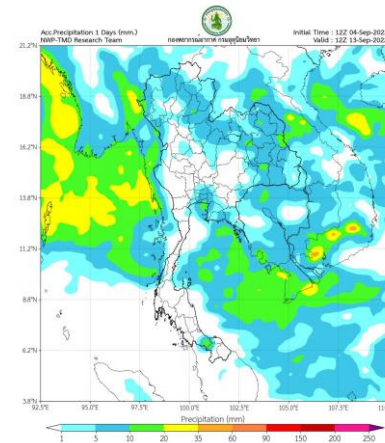 Acc.Precipitation 1 Days (mm.)
NWP-TMD Research Team
กองพยากรณ์อากาศ กรมอุตุนิยมวิทยา
Initial Time : 12Z 04-Sep-202
Valid : 12Z 13-Sep-202
21.2°N
18.8°N
16.2°N
13.8°N
11.2°N
8.8°N
6.2°N
3.8°N
92.5°E 95.0°E 97.5°E 100.0°E 102.5°E 105.0°E 107.5°E 109
Precipitation (mm)
1 5 10 20 35 60 90 150 200 250